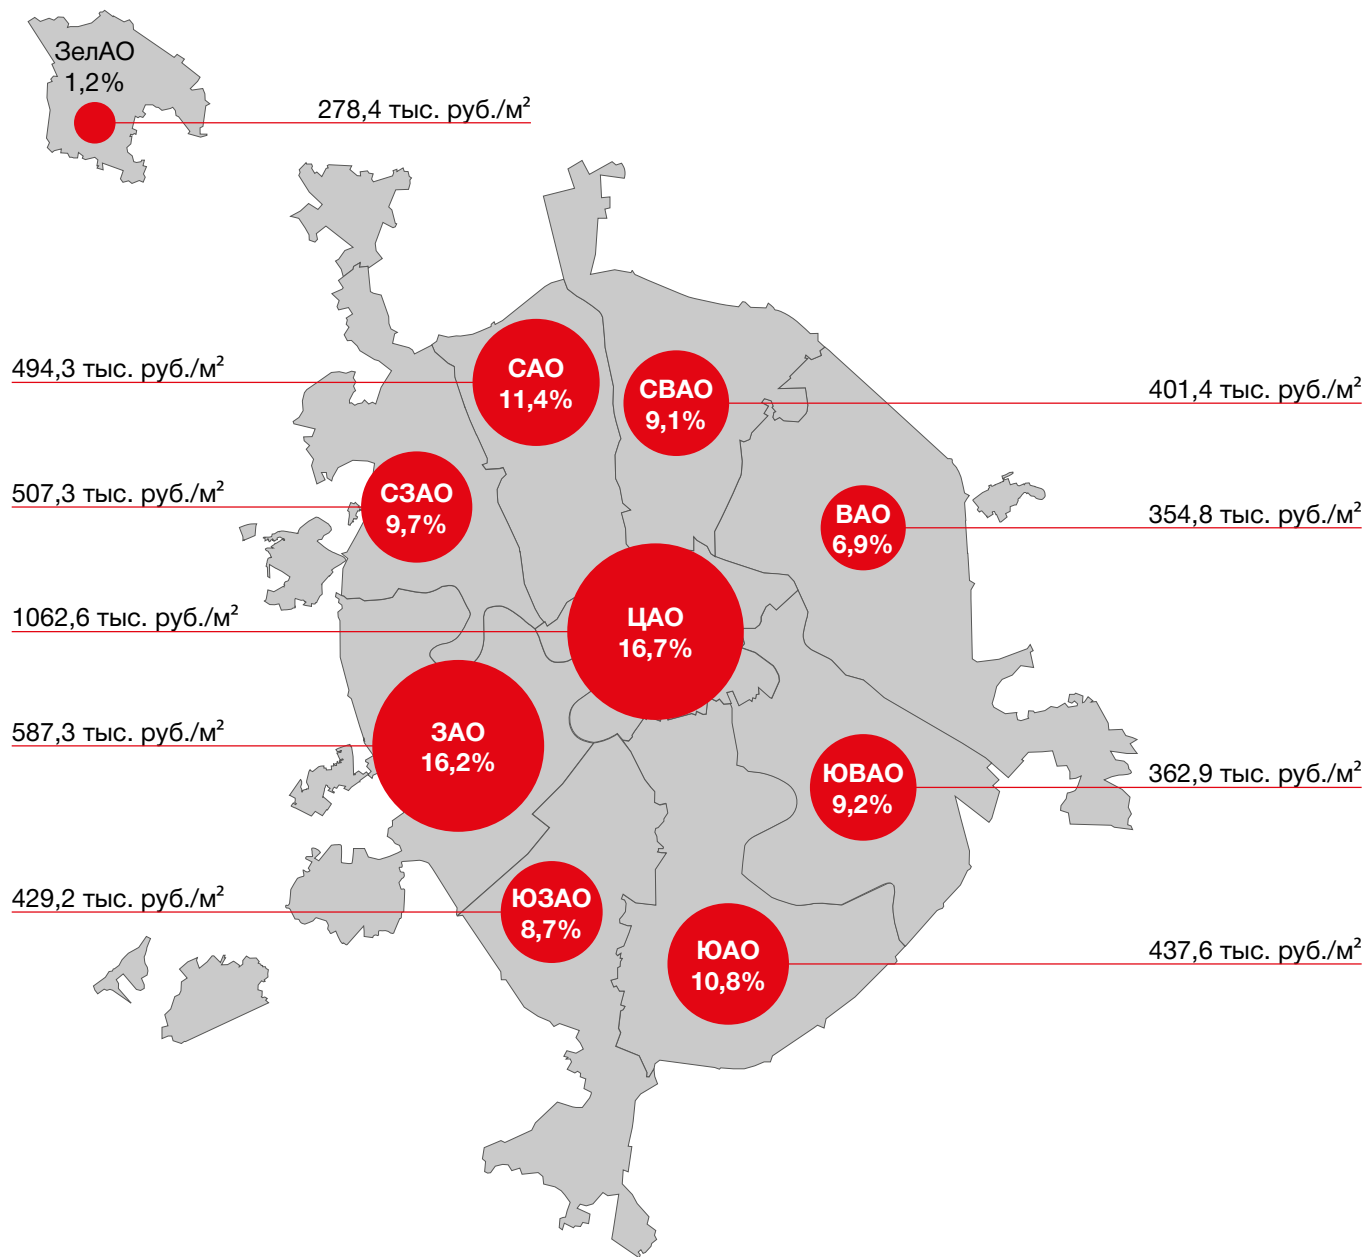 ЗелАО
1,2%
278,4 тыс. руб./м²
494,3 тыс. руб./м²
САО
11,4%
СВАО
9,1%
401,4 тыс. руб./м²
507,3 тыс. руб./м²
СЗАО
9,7%
ВАО
6,9%
354,8 тыс. руб./м²
1062,6 тыс. руб./м²
ЦАО
16,7%
587,3 тыс. руб./м²
ЗАО
16,2%
ЮВАО
9,2%
362,9 тыс. руб./м²
429,2 тыс. руб./м²
ЮЗАО
8,7%
ЮАО
10,8%
437,6 тыс. руб./м²